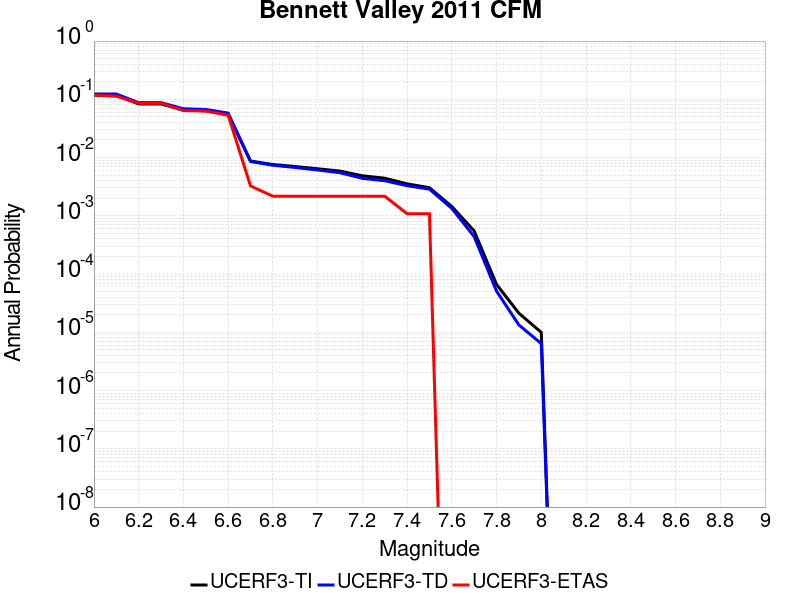 Bennett Valley 2011 CFM
10^0
10^-1
10^-2
10^-3
10^-4
10^-5
10^-6
10^-7
10^-8
Annual Probability
6 6.2 6.4 6.6 6.8 7 7.2 7.4 7.6 7.8 8 8.2 8.4 8.6 8.8 9
Magnitude
UCERF3-TI UCERF3-TD UCERF3-ETAS